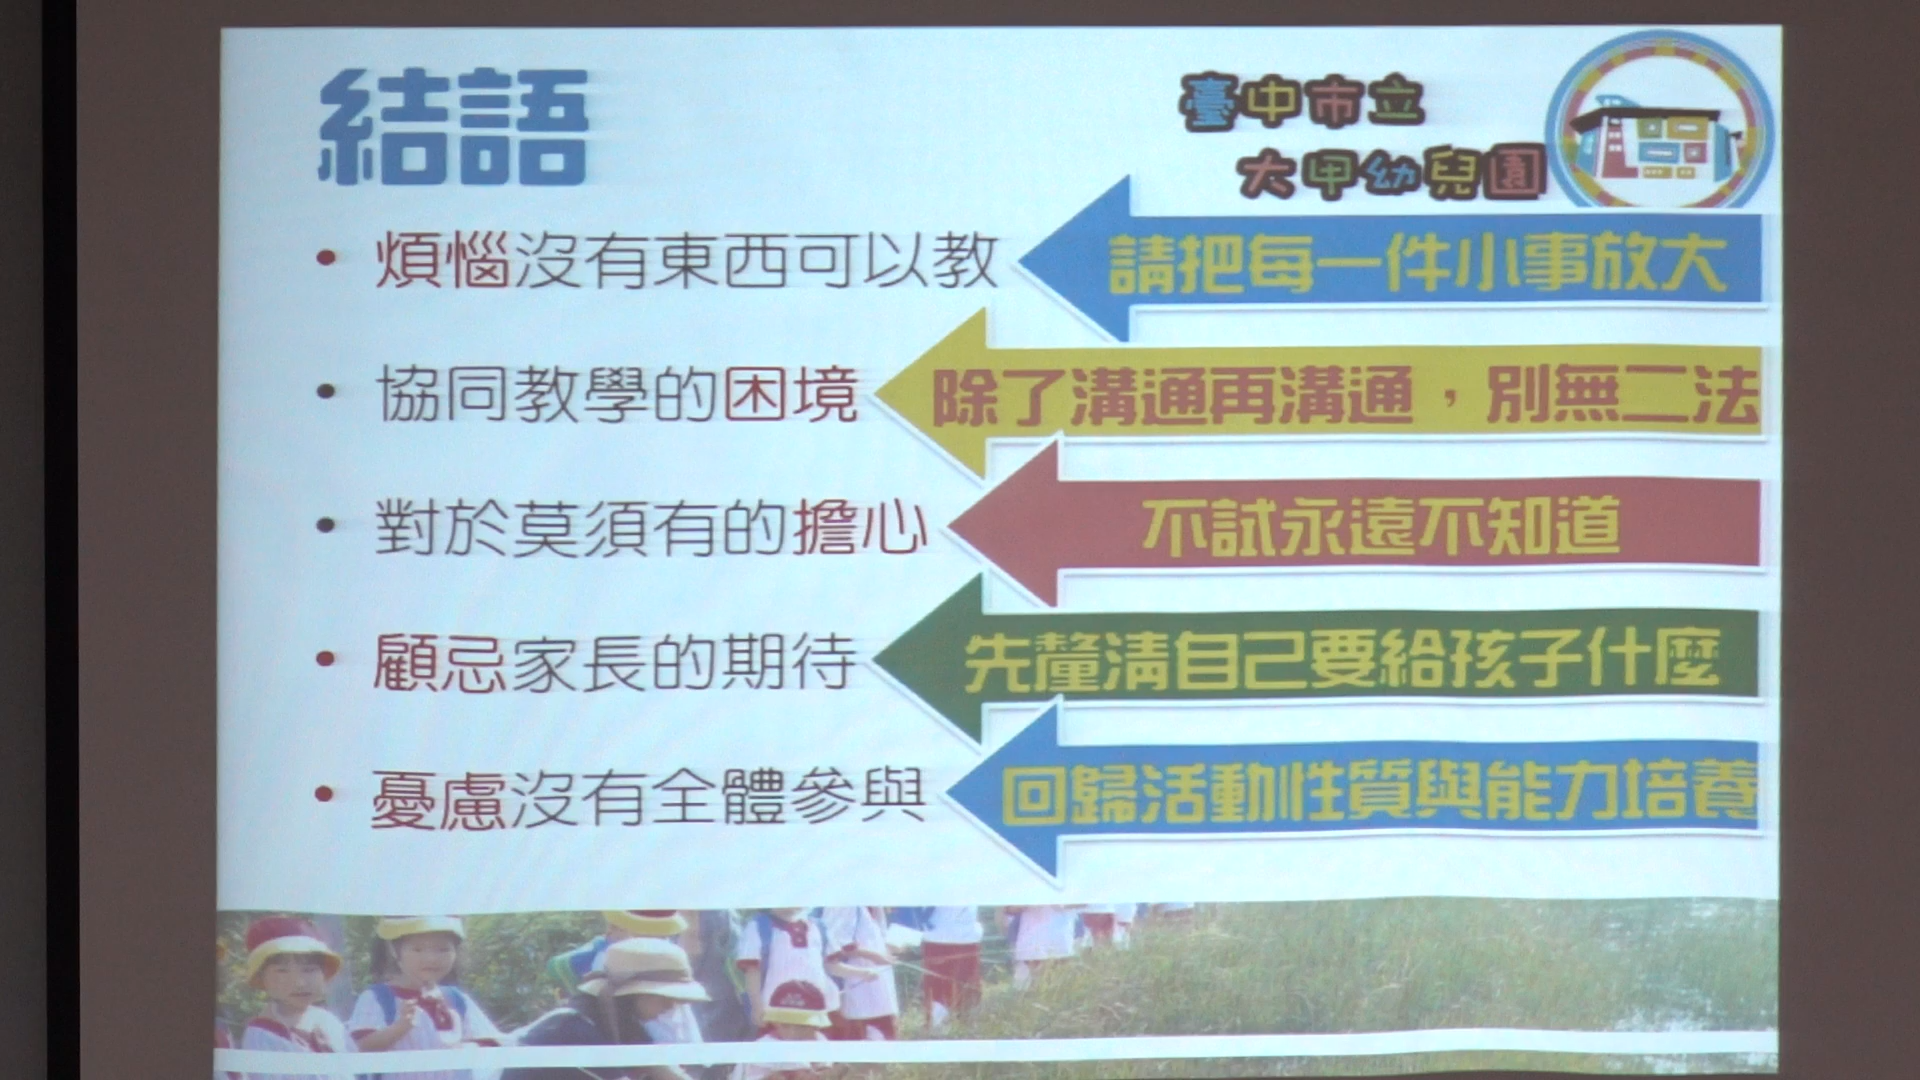 結語
臺中市立
大甲幼兒園
• 煩惱沒有東西可以教
請把每一件小事放大
• 協同教學的困境
除了溝通再溝通，別無二法
• 對於莫須有的擔心
不試永遠不知道
• 顧忌家長的期待
先釐清自己要給孩子什麼
• 憂慮沒有全體參與
回歸活動性質與能力培養